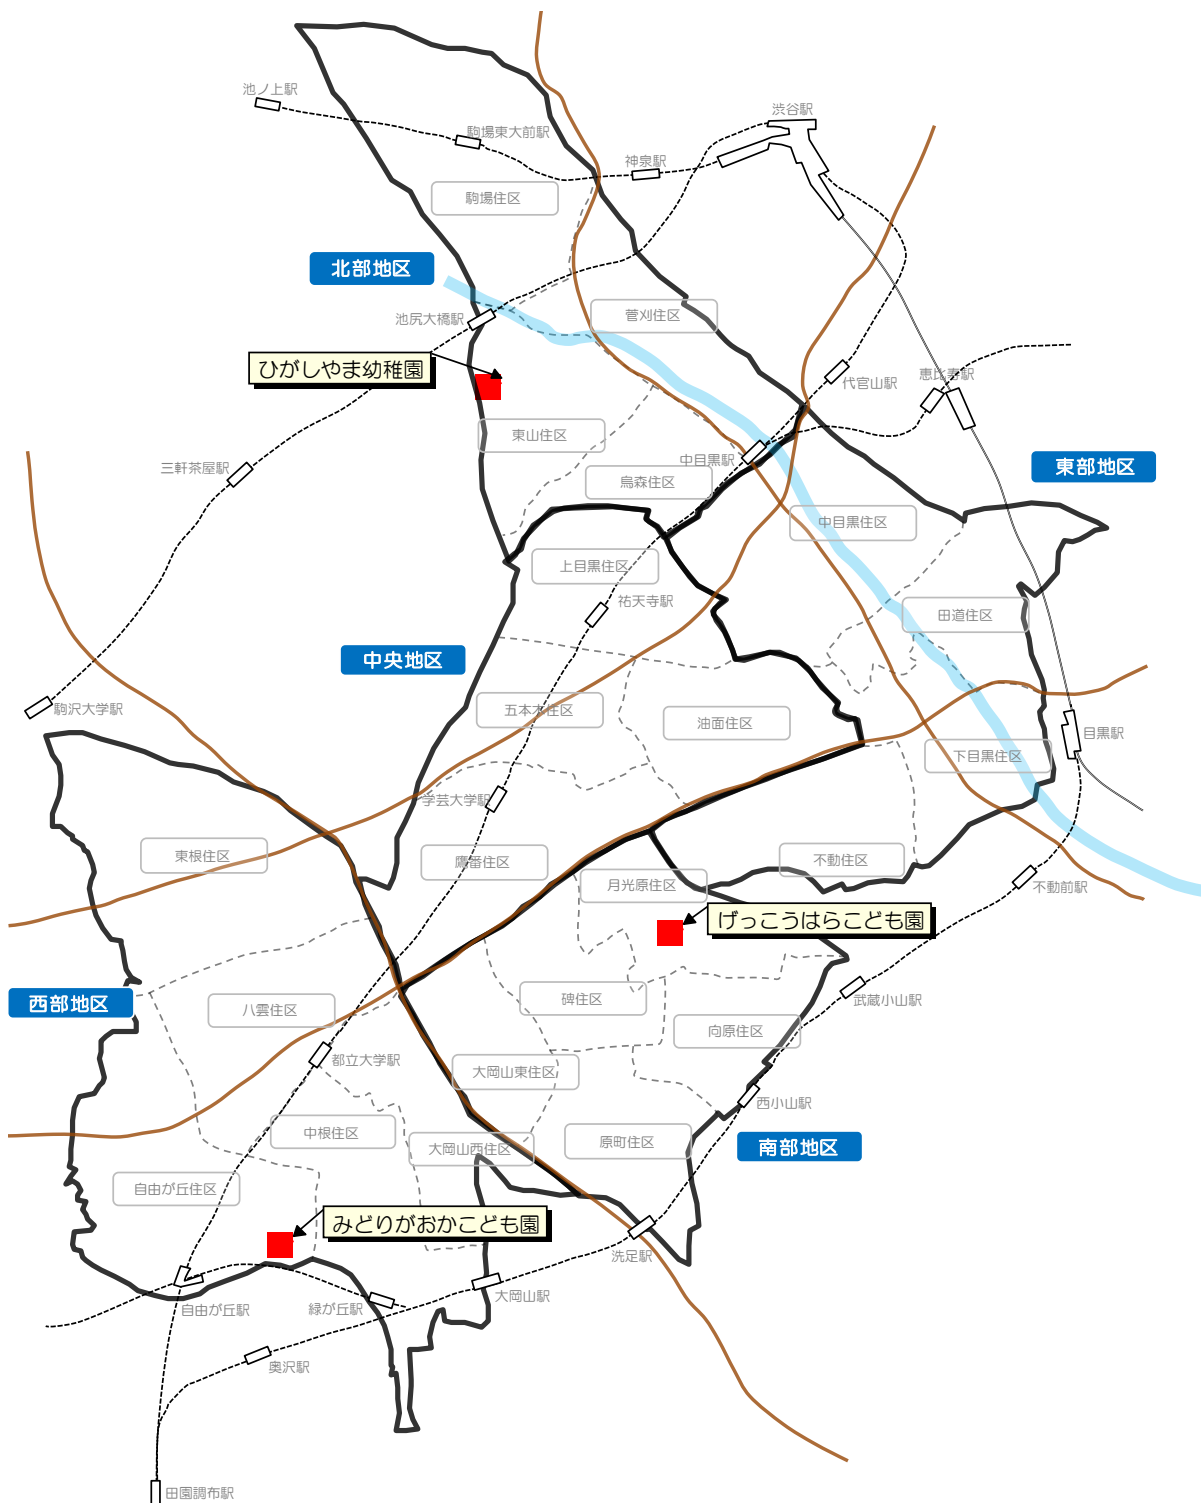 池ノ上駅
渋谷駅
駒場東大前駅
神泉駅
駒場住区
北部地区
菅刈住区
池尻大橋駅
ひがしやま幼稚園
恵比寿駅
代官山駅
東山住区
中目黒駅
東部地区
三軒茶屋駅
烏森住区
中目黒住区
上目黒住区
祐天寺駅
田道住区
中央地区
駒沢大学駅
五本木住区
油面住区
目黒駅
下目黒住区
学芸大学駅
東根住区
鷹番住区
不動住区
月光原住区
不動前駅
げっこうはらこども園
西部地区
八雲住区
碑住区
武蔵小山駅
向原住区
都立大学駅
大岡山東住区
西小山駅
中根住区
大岡山西住区
原町住区
南部地区
自由が丘住区
みどりがおかこども園
洗足駅
大岡山駅
自由が丘駅
緑が丘駅
奥沢駅
田園調布駅